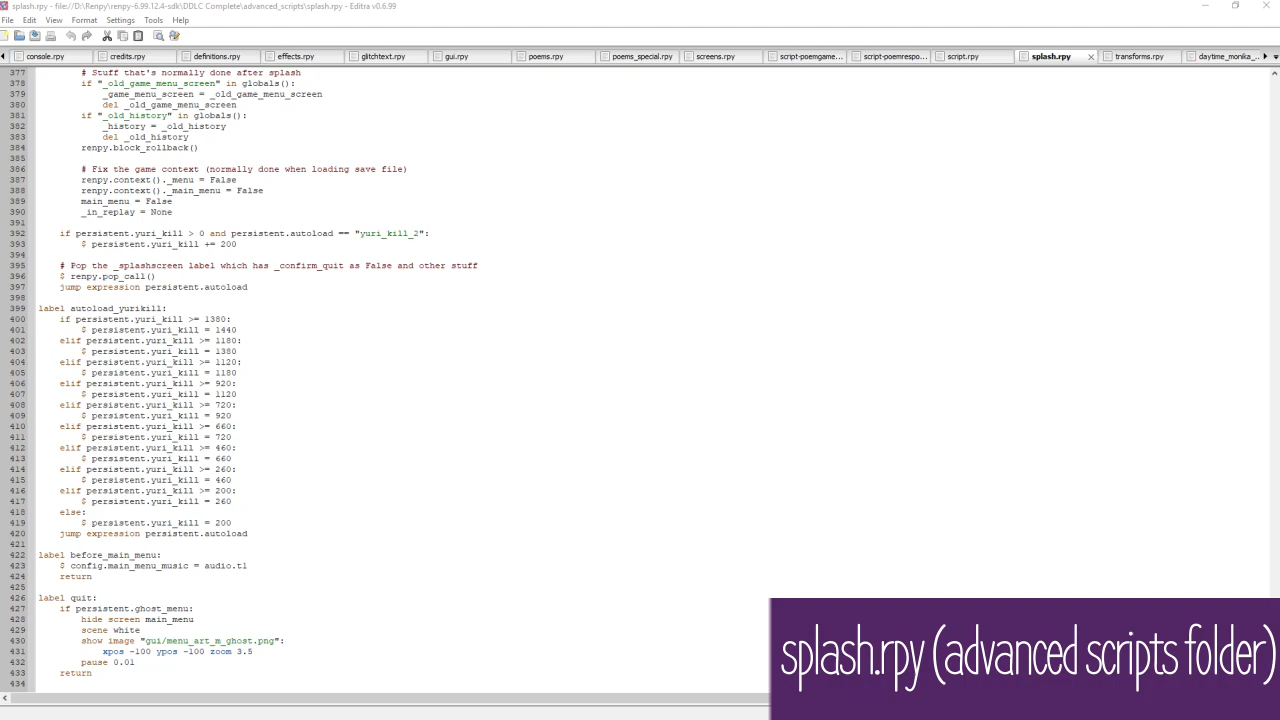 splash.rpy - file://D:\Renpy\renpy-6.99.12.4-sdk\DDLC Complete\advanced_scripts\splash.rpy - Editra v0.6.99
File Edit View Format Settings Tools Help
console.rpy credits.rpy definitions.rpy effects.rpy glitchtext.rpy gui.rpy poems.rpy poems_special.rpy screens.rpy script-poemgame... script-poemrespo... script.rpy splash.rpy transforms.rpy daytime_monika_...
377 # Stuff that's normally done after splash
378 if "_old_game_menu_screen" in globals():
379 _game_menu_screen = _old_game_menu_screen
380 del _old_game_menu_screen
381 if "_old_history" in globals():
382 _history = _old_history
383 del _old_history
384 renpy.block_rollback()
385
386 # Fix the game context (normally done when loading save file)
387 renpy.context()._menu = False
388 renpy.context()._main_menu = False
389 main_menu = False
390 _in_replay = None
391
392 if persistent.yuri_kill > 0 and persistent.autoload == "yuri_kill_2":
393 $ persistent.yuri_kill += 200
394
395 # Pop the _splashscreen label which has _confirm_quit as False and other stuff
396 $ renpy.pop_call()
397 jump expression persistent.autoload
398
399 label autoload_yurikill:
400 if persistent.yuri_kill >= 1380:
401 $ persistent.yuri_kill = 1440
402 elif persistent.yuri_kill >= 1180:
403 $ persistent.yuri_kill = 1380
404 elif persistent.yuri_kill >= 1120:
405 $ persistent.yuri_kill = 1180
406 elif persistent.yuri_kill >= 920:
407 $ persistent.yuri_kill = 1120
408 elif persistent.yuri_kill >= 720:
409 $ persistent.yuri_kill = 920
410 elif persistent.yuri_kill >= 660:
411 $ persistent.yuri_kill = 720
412 elif persistent.yuri_kill >= 460:
413 $ persistent.yuri_kill = 660
414 elif persistent.yuri_kill >= 260:
415 $ persistent.yuri_kill = 460
416 elif persistent.yuri_kill >= 200:
417 $ persistent.yuri_kill = 260
418 else:
419 $ persistent.yuri_kill = 200
420 jump expression persistent.autoload
421
422 label before_main_menu:
423 $ config.main_menu_music = audio.t1
424 return
425
426 label quit:
427 if persistent.ghost_menu:
428 hide screen main_menu
429 scene white
430 show image "gui/menu_art_m_ghost.png":
431 xpos -100 ypos -100 zoom 3.5
432 pause 0.01
433 return
434
splash.rpy (advanced scripts folder)